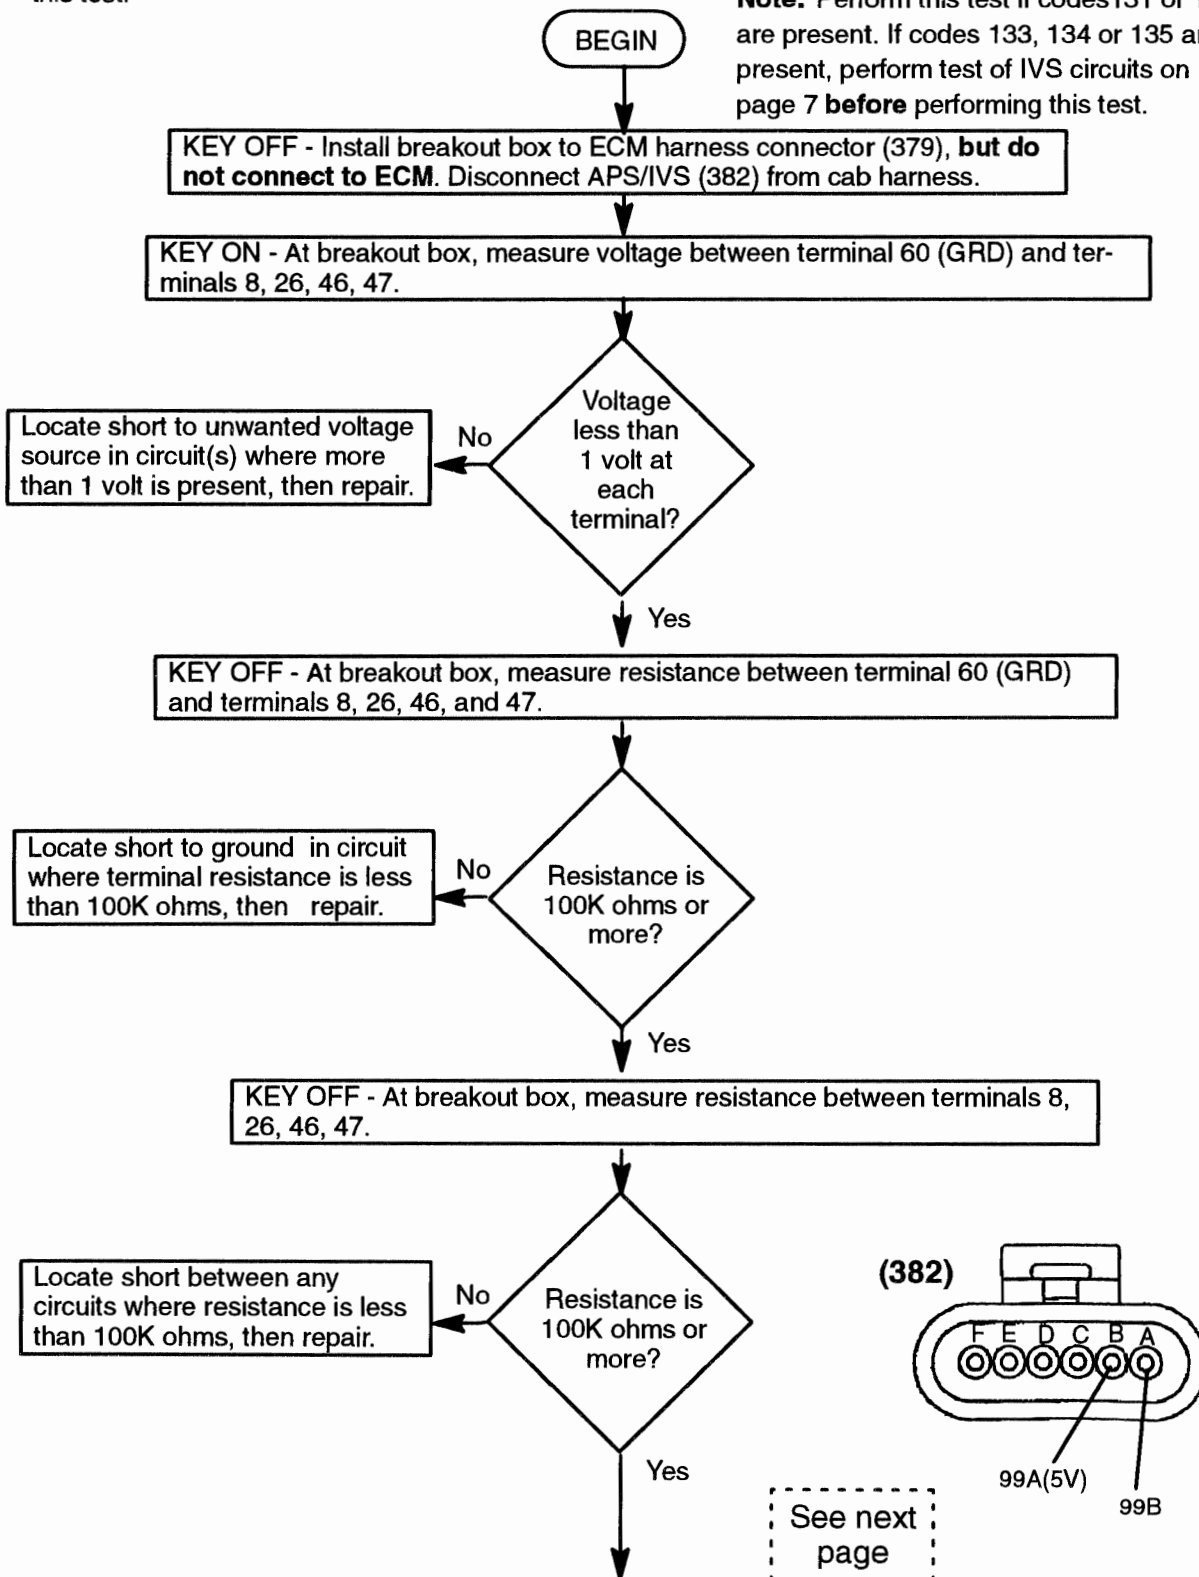 this test.
Note: Perform this test if codes131 or
are present. If codes 133, 134 or 135
present, perform test of IVS circuits on
page 7 before performing this test.
BEGIN
KEY OFF - Install breakout box to ECM harness connector (379), but do
not connect to ECM. Disconnect APS/IVS (382) from cab harness.
KEY ON - At breakout box, measure voltage between terminal 60 (GRD) and ter-
minals 8, 26, 46, 47.
Voltage
less than
1 volt at
each
terminal?
No
Locate short to unwanted voltage
source in circuit(s) where more
than 1 volt is present, then repair.
Yes
KEY OFF - At breakout box, measure resistance between terminal 60 (GRD)
and terminals 8, 26, 46, and 47.
Resistance is
100K ohms or
more?
No
Locate short to ground in circuit
where terminal resistance is less
than 100K ohms, then repair.
Yes
KEY OFF - At breakout box, measure resistance between terminals 8,
26, 46, 47.
Resistance is
100K ohms or
more?
No
Locate short between any
circuits where resistance is less
than 100K ohms, then repair.
Yes
(382)
F E D C B A
99A(5V)
99B
See next
page